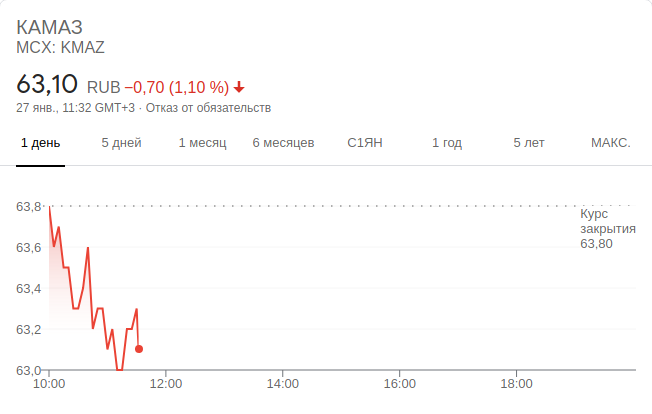 КАМАЗ
MCX: KMAZ
63,10 RUB −0,70 (1,10 %)
27 янв., 11:32 GMT+3 · Отказ от обязательств
1 день 5 дней 1 месяц 6 месяцев С1ЯН 1 год 5 лет МАКС.
63,8
Курс
закрытия
63,80
63,6
63,4
63,2
63,0
10:00 12:00 14:00 16:00 18:00